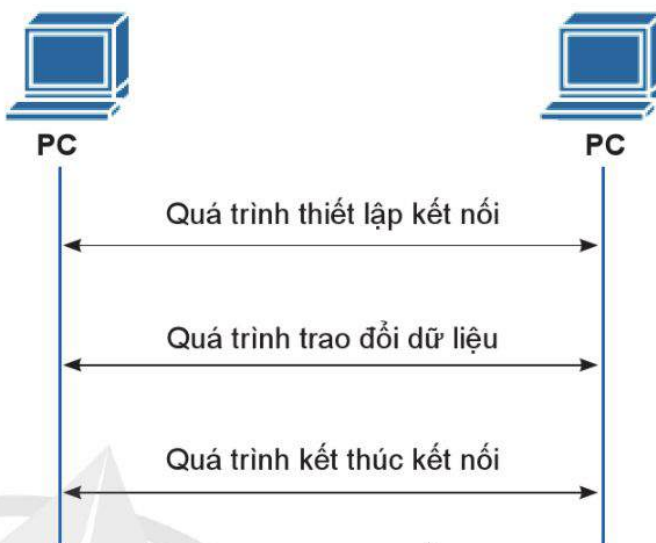 PC PC
Quá trình thiết lập kết nối
Quá trình trao đổi dữ liệu
Quá trình kết thúc kết nối